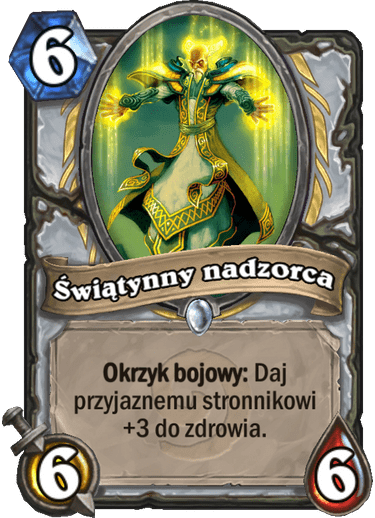 6
Świątynny nadzorca
Okrzyk bojowy: Daj
przyjaznemu stronnikowi
+3 do zdrowia.
6
6